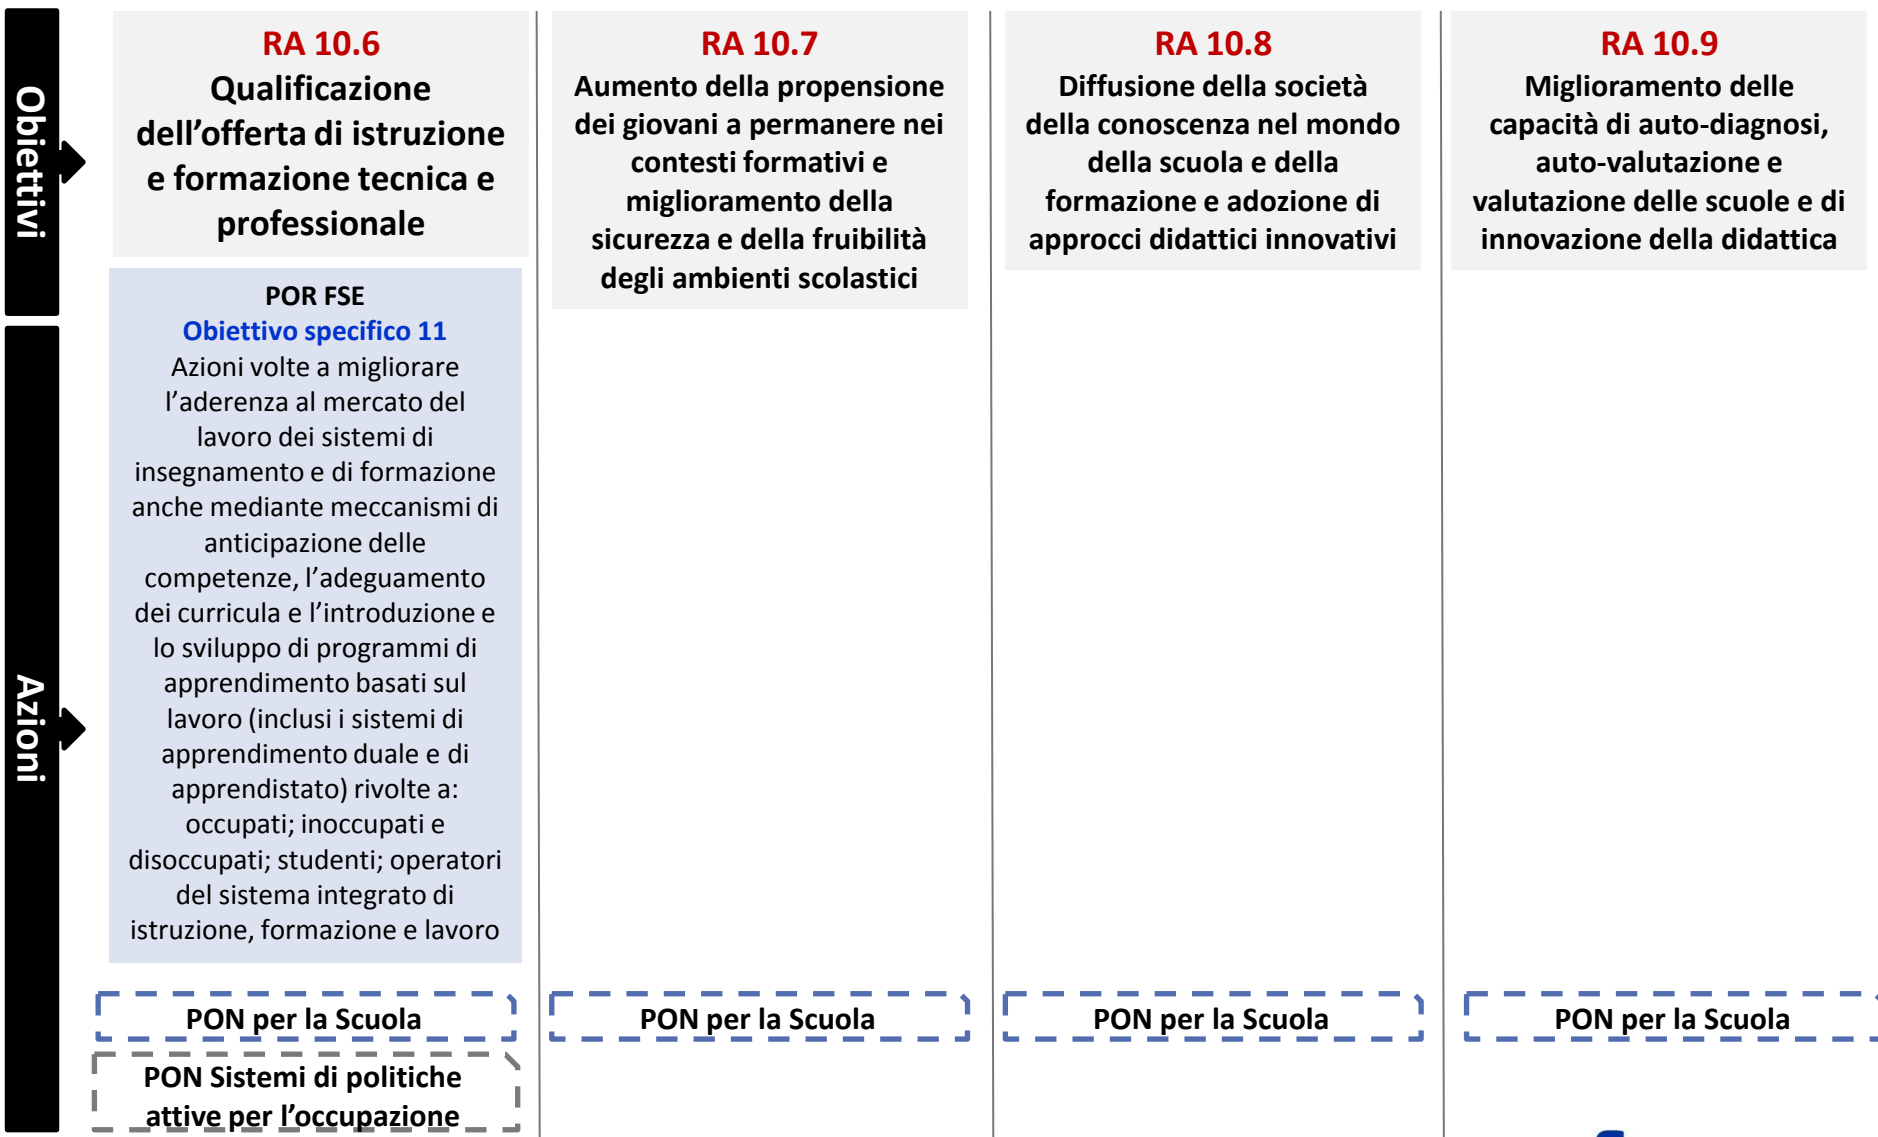 Obiettivi
RA 10.6
Qualificazione
dell’offerta di istruzione
e formazione tecnica e
professionale
RA 10.7
Aumento della propensione
dei giovani a permanere nei
contesti formativi e
miglioramento della
sicurezza e della fruibilità
degli ambienti scolastici
RA 10.8
Diffusione della società
della conoscenza nel mondo
della scuola e della
formazione e adozione di
approcci didattici innovativi
RA 10.9
Miglioramento delle
capacità di auto-diagnosi,
auto-valutazione e
valutazione delle scuole e di
innovazione della didattica
Azioni
POR FSE
Obiettivo specifico 11
Azioni volte a migliorare
l’aderenza al mercato del
lavoro dei sistemi di
insegnamento e di formazione
anche mediante meccanismi di
anticipazione delle
competenze, l’adeguamento
dei curricula e l’introduzione e
lo sviluppo di programmi di
apprendimento basati sul
lavoro (inclusi i sistemi di
apprendimento duale e di
apprendistato) rivolte a:
occupati; inoccupati e
disoccupati; studenti; operatori
del sistema integrato di
istruzione, formazione e lavoro
PON per la Scuola
PON Sistemi di politiche
attive per l’occupazione
PON per la Scuola
PON per la Scuola
PON per la Scuola